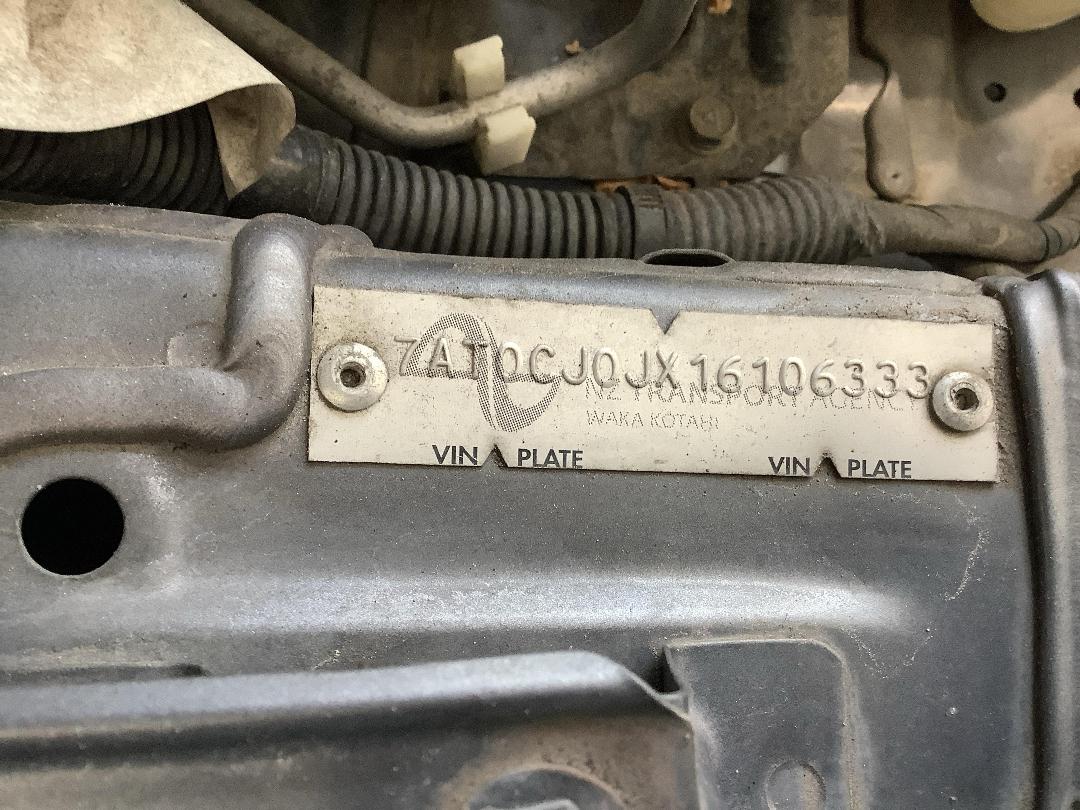 7AT0CJ0JX16106333
NZ TRANSPORT AGENCY
WAKA KOTAHI
VIN PLATE VIN PLATE